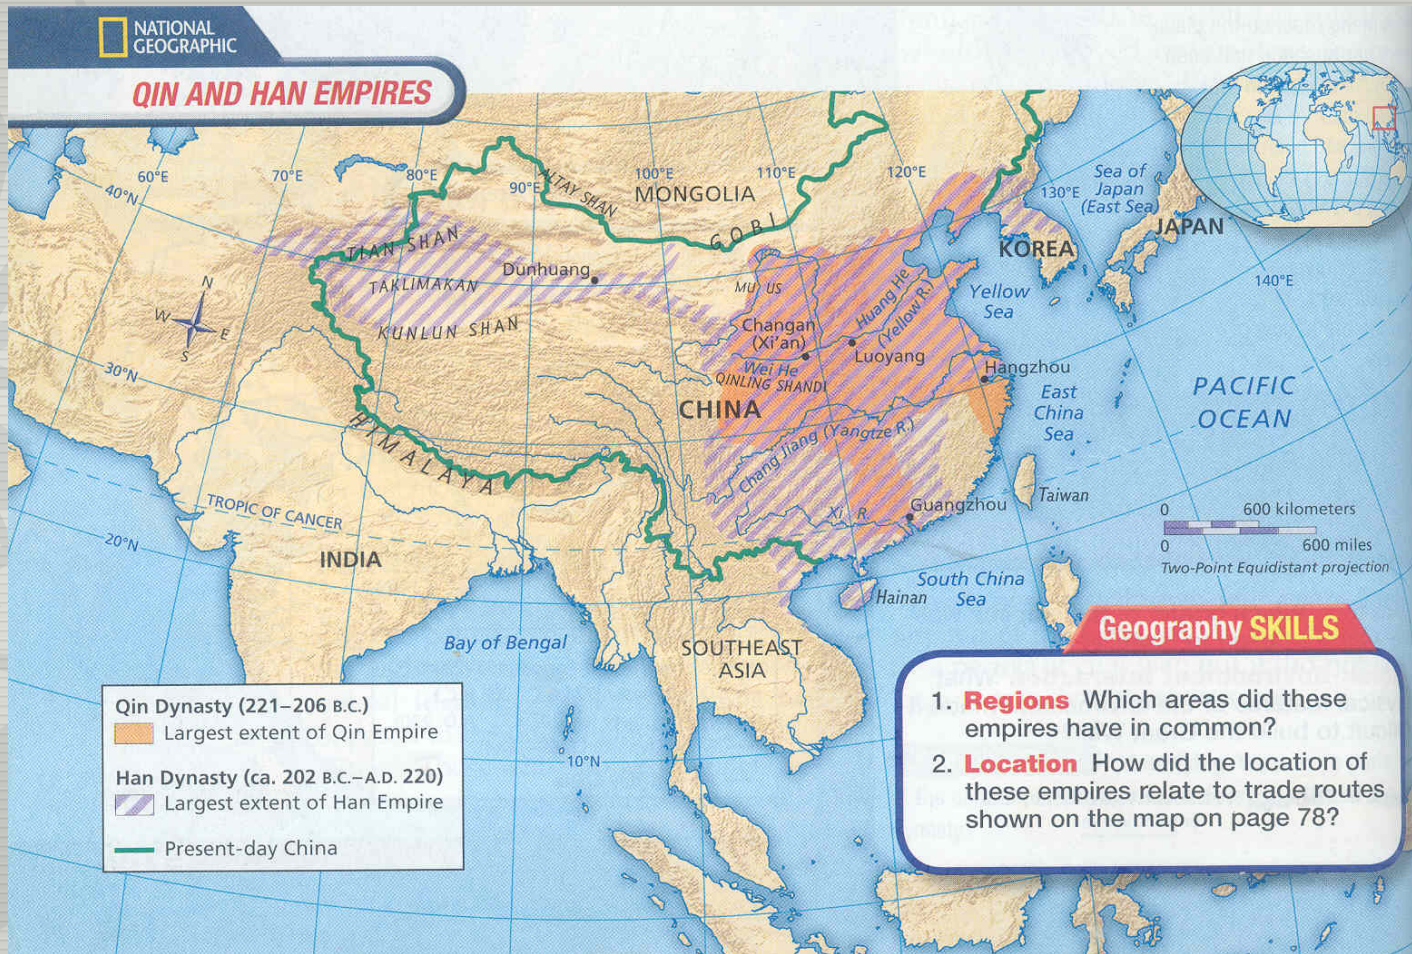 NATIONAL
GEOGRAPHIC
QIN AND HAN EMPIRES
60°E
70°E
80°E
90°E
100°E
110°E
120°E
130°E
140°E
40°N
30°N
20°N
10°N
ALTAY SHAN
MONGOLIA
GOBI
Sea of
Japan
(East Sea)
JAPAN
KOREA
TIAN SHAN
Dunhuang
TAKLIMAKAN
KUNLUN SHAN
MU US
Huang He
(Yellow R.)
Yellow
Sea
N
W
E
S
Changan
(Xi'an)
Luoyang
Wei He
QINLING SHANDI
Hangzhou
CHINA
East
China
Sea
PACIFIC
OCEAN
HIMALAYA
Chang Jiang (Yangtze R.)
Xi R.
Guangzhou
Taiwan
TROPIC OF CANCER
INDIA
0 600 kilometers
0 600 miles
Two-Point Equidistant projection
Hainan
South China
Sea
Bay of Bengal
SOUTHEAST
ASIA
Qin Dynasty (221–206 B.C.)
Largest extent of Qin Empire
Han Dynasty (ca. 202 B.C.–A.D. 220)
Largest extent of Han Empire
Present-day China
Geography SKILLS
1. Regions Which areas did these
empires have in common?
2. Location How did the location of
these empires relate to trade routes
shown on the map on page 78?